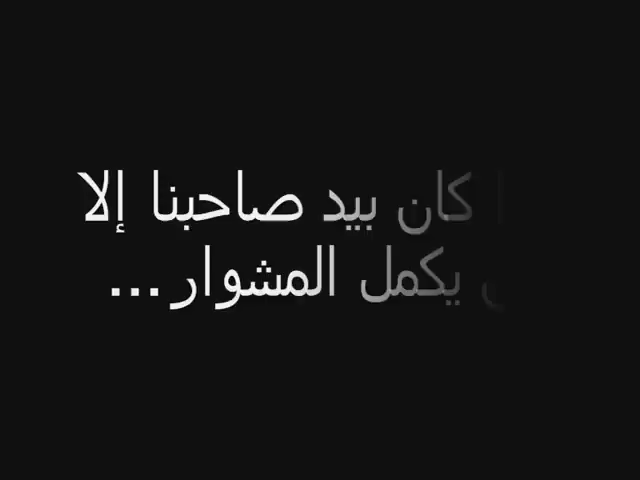 كان بيد صاحبنا إلا
يكمل المشوار...